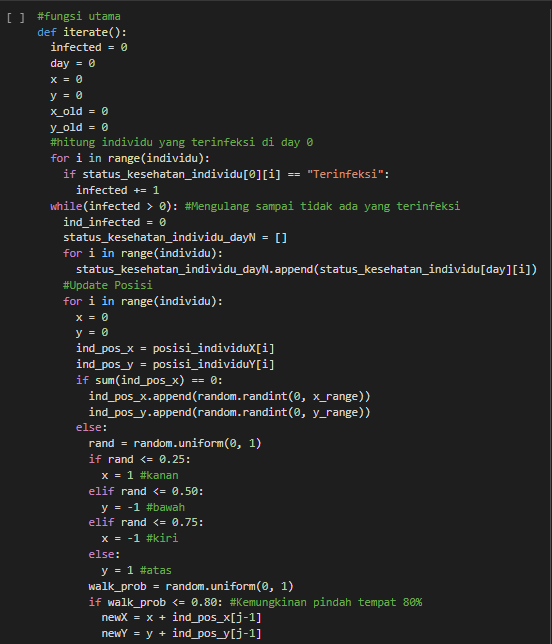 [ ] #fungsi utama
def iterate():
  infected = 0
  day = 0
  x = 0
  y = 0
  x_old = 0
  y_old = 0
  #hitung individu yang terinfeksi di day 0
  for i in range(individu):
    if status_kesehatan_individu[0][i] == "Terinfeksi":
      infected += 1
  while(infected > 0): #Mengulang sampai tidak ada yang terinfeksi
    ind_infected = 0
    status_kesehatan_individu_dayN = []
    for i in range(individu):
      status_kesehatan_individu_dayN.append(status_kesehatan_individu[day][i])
    #Update Posisi
    for i in range(individu):
      x = 0
      y = 0
      ind_pos_x = posisi_individuX[i]
      ind_pos_y = posisi_individuY[i]
      if sum(ind_pos_x) == 0:
        ind_pos_x.append(random.randint(0, x_range))
        ind_pos_y.append(random.randint(0, y_range))
      else:
        rand = random.uniform(0, 1)
        if rand <= 0.25:
          x = 1 #kanan
        elif rand <= 0.50:
          y = -1 #bawah
        elif rand <= 0.75:
          x = -1 #kiri
        else:
          y = 1 #atas
        walk_prob = random.uniform(0, 1)
        if walk_prob <= 0.80: #Kemungkinan pindah tempat 80%
          newX = x + ind_pos_x[j-1]
          newY = y + ind_pos_y[j-1]